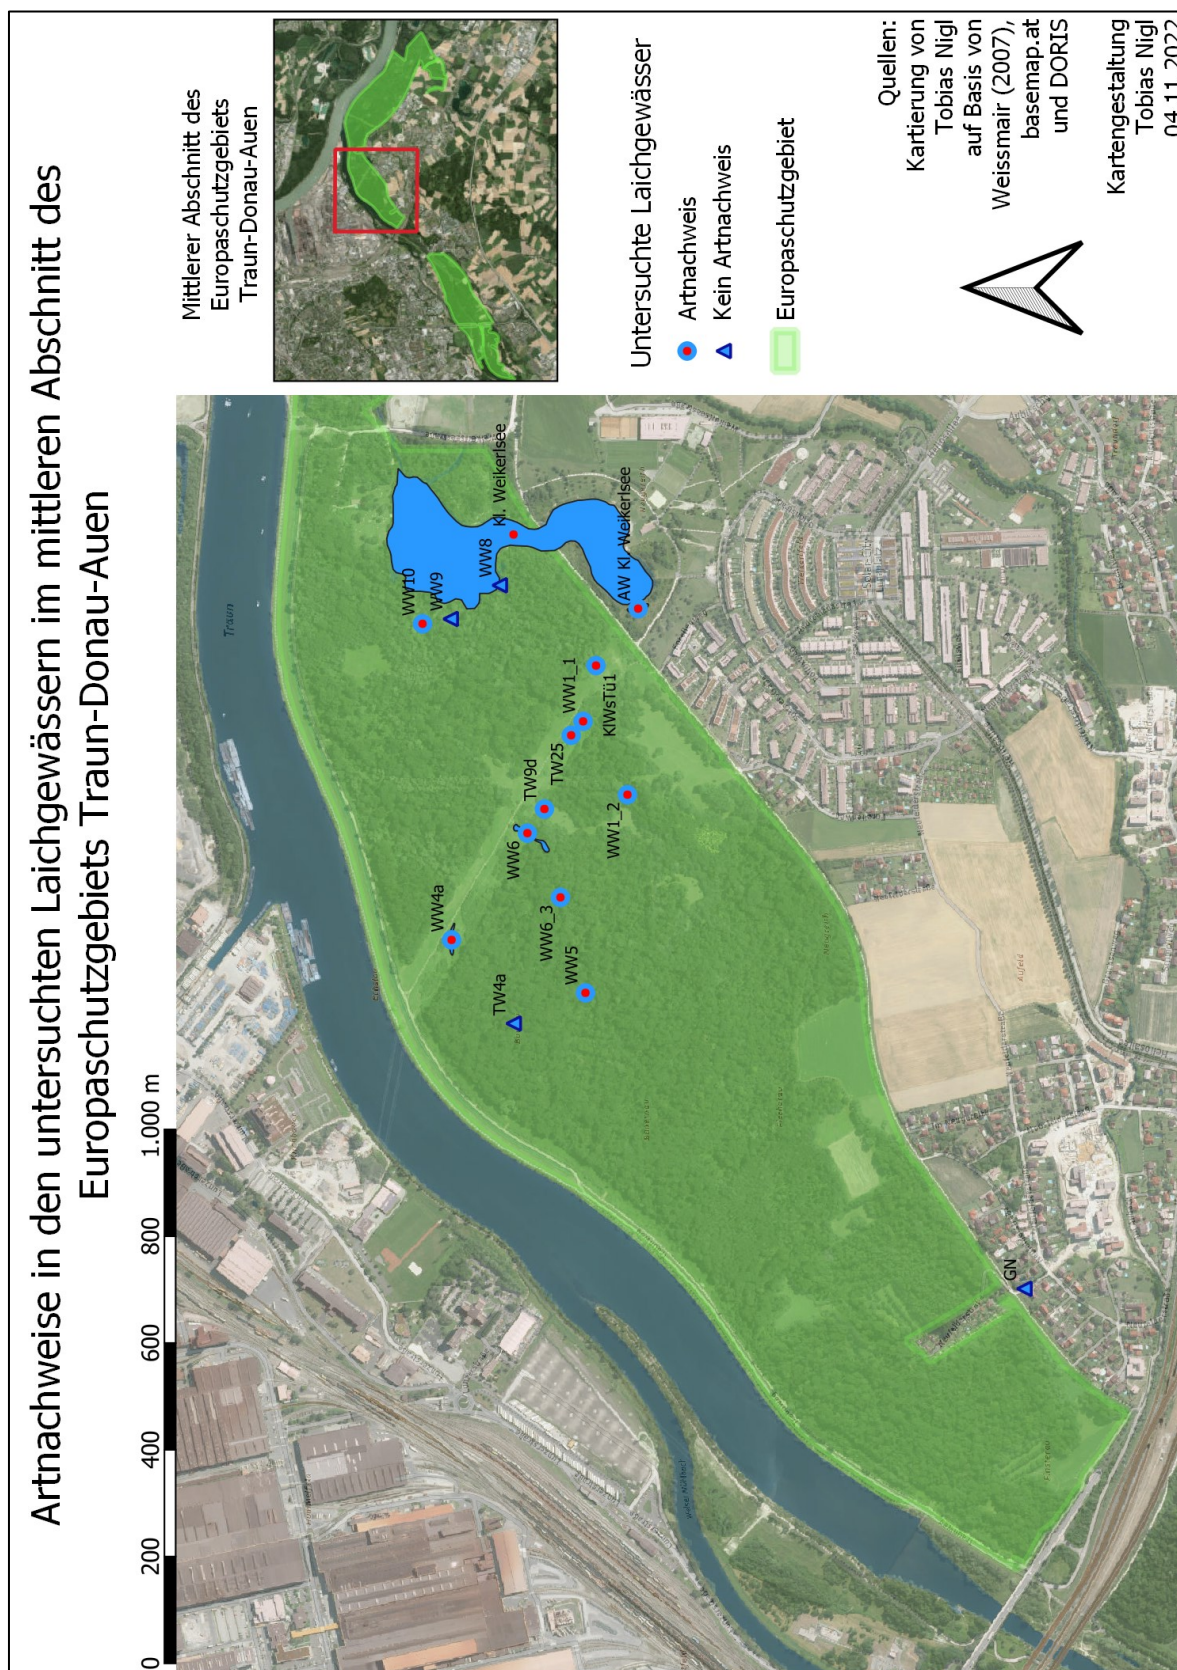 Artnachweise in den untersuchten Laichgewässern im mittleren Abschnitt des
Europaschutzgebiets Traun-Donau-Auen
0 200 400 600 800 1.000 m
Mittlerer Abschnitt des
Europaschutzgebiets
Traun-Donau-Auen
Untersuchte Laichgewässer
Artnachweis
Kein Artnachweis
Europaschutzgebiet
Quellen:
Kartierung von
Tobias Nigl
auf Basis von
Weissmair (2007),
basemap.at
und DORIS
Kartengestaltung
Tobias Nigl
04.11.2022
Traun
WW10
WW9
WW8
Kl. Weikerlsee
AW Kl. Weikerlsee
WW1_1
KlWsTü1
TW25
TW9d
WW1_2
WW6
WW6_3
WW4a
WW5
TW4a
GN